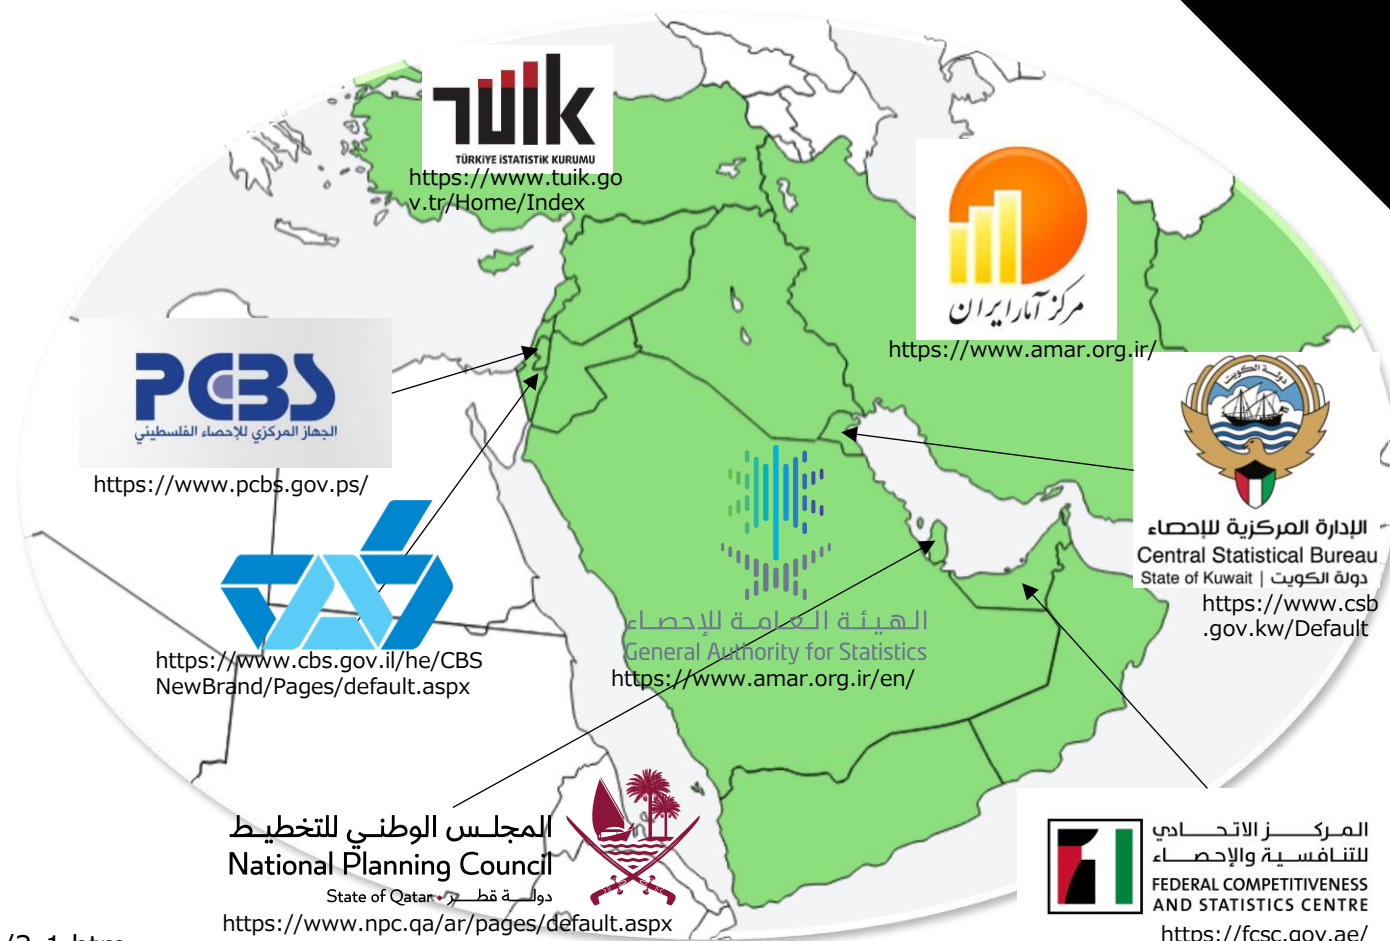 TÜİK
TÜRKİYE İSTATİSTİK KURUMU
https://www.tuik.go
v.tr/Home/Index
مرکز آمار ایران
https://www.amar.org.ir/
PCBS
الجهاز المركزي للإحصاء الفلسطيني
https://www.pcbs.gov.ps/
دولة الكويت
الإدارة المركزية للإحصاء
Central Statistical Bureau
State of Kuwait | دولة الكويت
https://www.csb
.gov.kw/Default
https://www.cbs.gov.il/he/CBS
NewBrand/Pages/default.aspx
الهيئة العامة للإحصاء
General Authority for Statistics
https://www.amar.org.ir/en/
المجلس الوطني للتخطيط
National Planning Council
State of Qatar • دولة قطر
https://www.npc.qa/ar/pages/default.aspx
المركز الاتحادي
للتنافسية والإحصاء
FEDERAL COMPETITIVENESS
AND STATISTICS CENTRE
https://fcsc.gov.ae/